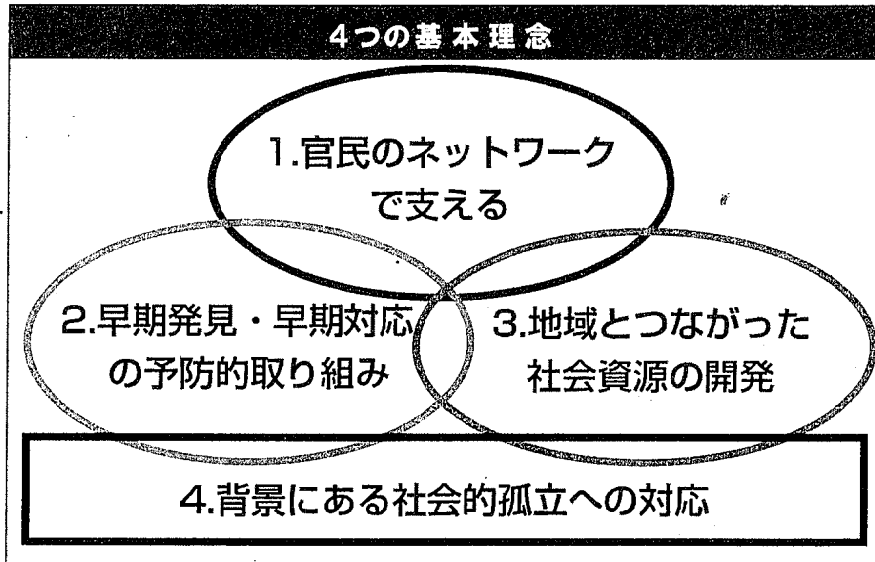 4つの基本理念
1.官民のネットワーク
で支える
2.早期発見・早期対応
の予防的取り組み
3.地域とつながった
社会資源の開発
4.背景にある社会的孤立への対応